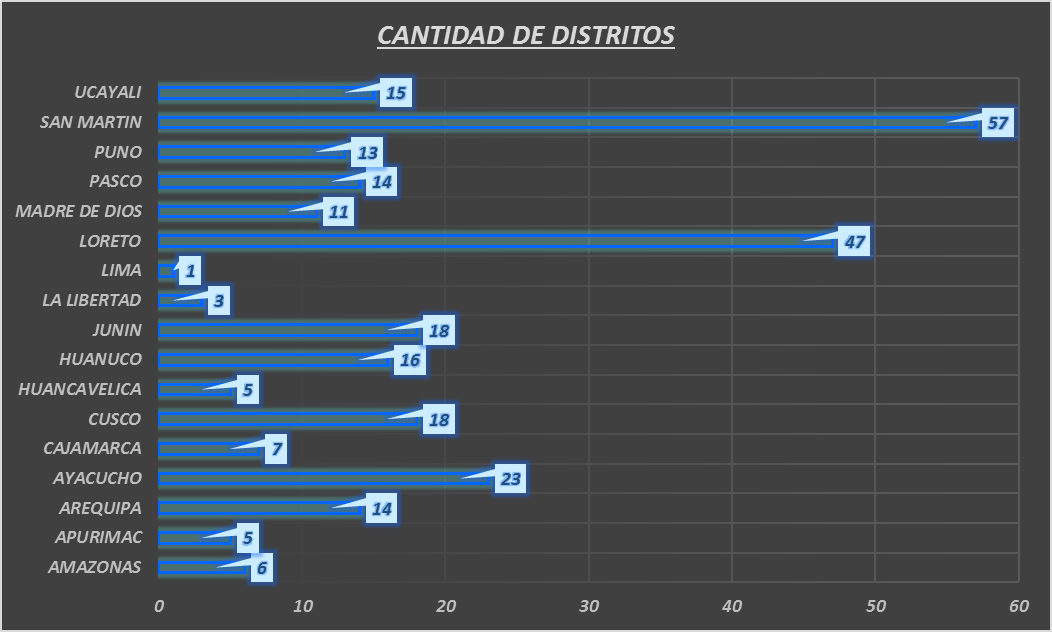 CANTIDAD DE DISTRITOS
UCAYALI 15
SAN MARTIN 57
PUNO 13
PASCO 14
MADRE DE DIOS 11
LORETO 47
LIMA 1
LA LIBERTAD 3
JUNIN 18
HUANUCO 16
HUANCAVELICA 5
CUSCO 18
CAJAMARCA 7
AYACUCHO 23
AREQUIPA 14
APURIMAC 5
AMAZONAS 6
0 10 20 30 40 50 60